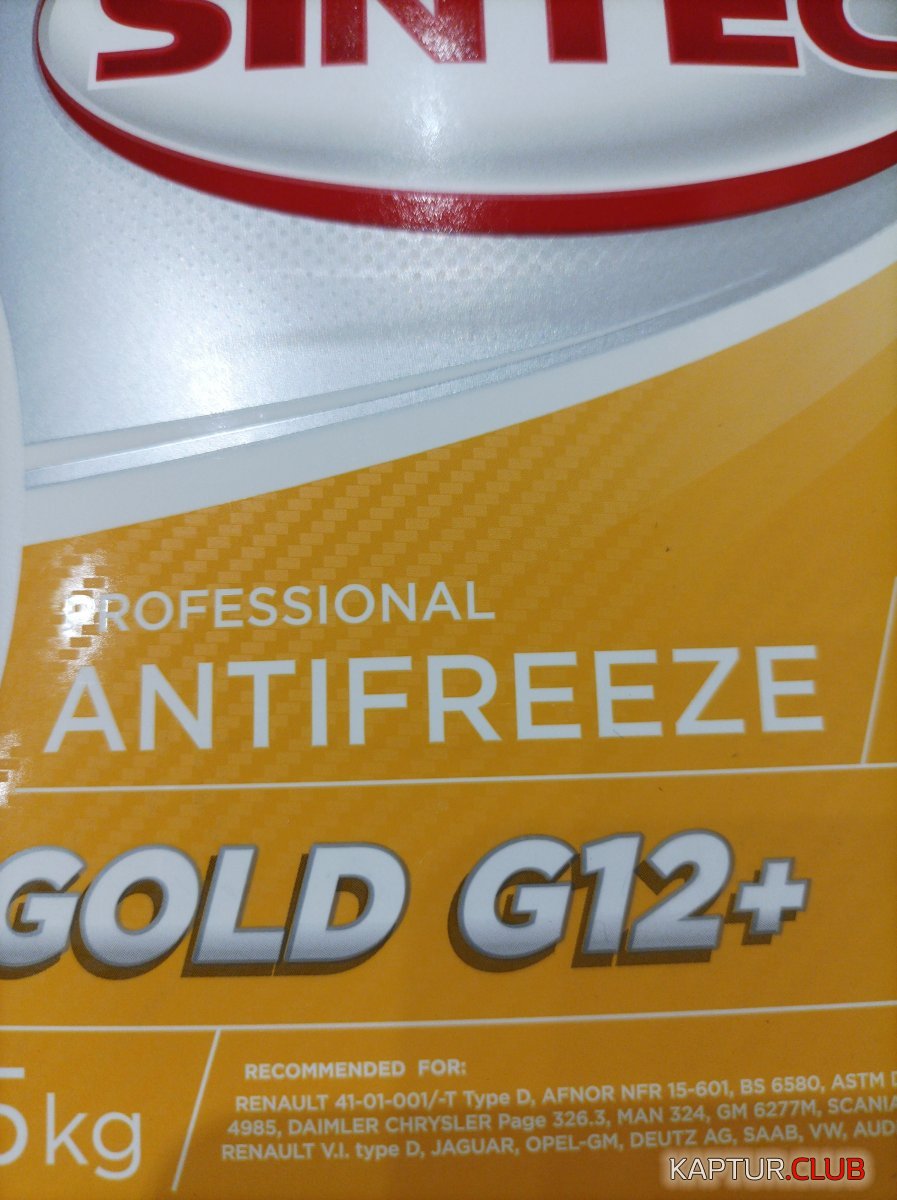 SINTEC
PROFESSIONAL
ANTIFREEZE
GOLD G12+
5 kg
RECOMMENDED FOR:
RENAULT 41-01-001/-T Type D, AFNOR NFR 15-601, BS 6580, ASTM D
4985, DAIMLER CHRYSLER Page 326.3, MAN 324, GM 6277M, SCANIA
RENAULT V.I. type D, JAGUAR, OPEL-GM, DEUTZ AG, SAAB, VW, AUD
KAPTUR.CLUB